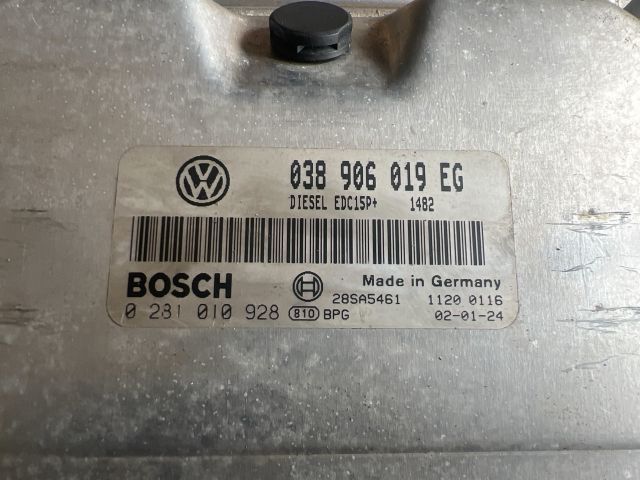 038 906 019 EG
DIESEL EDC15P+ 1482
BOSCH Made in Germany
28SA5461 1120 0116
0 281 010 928 810 BPG 02-01-24